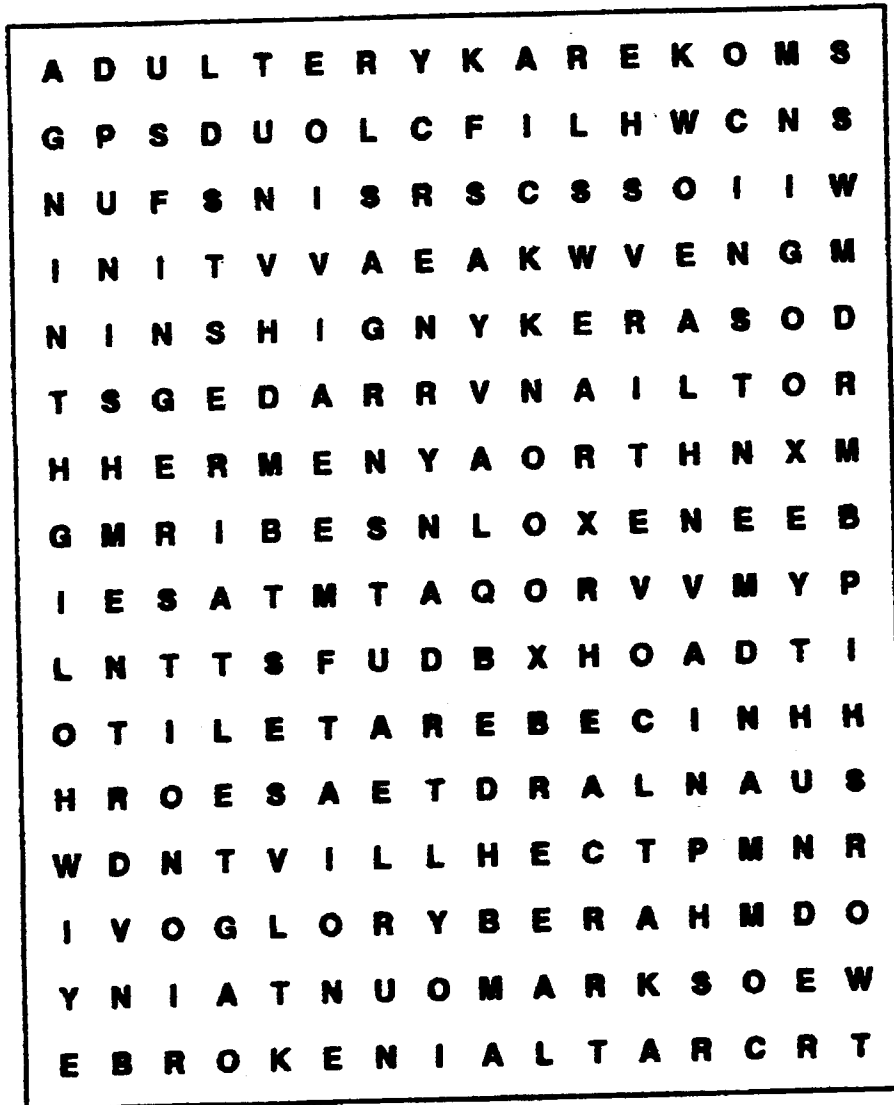 A D U L T E R Y K A R E K O M S
G P S D U O L C F I L H W C N S
N U F S N I S R S C S S O I I W
I N I T V V A E A K W V E N G M
N I N S H I G N Y K E R A S O D
T S G E D A R R V N A I L T O R
H H E R M E N Y A O R T H N X M
G M R I B E S N L O X E N E E B
I E S A T M T A Q O R V V M Y P
L N T T S F U D B X H O A D T I
O T I L E T A R E B E C I N H H
H R O E S A E T D R A L N A U S
W D N T V I L L H E C T P M N R
I V O G L O R Y B E R A H M D O
Y N I A T N U O M A R K S O E W
E B R O K E N I A L T A R C R T